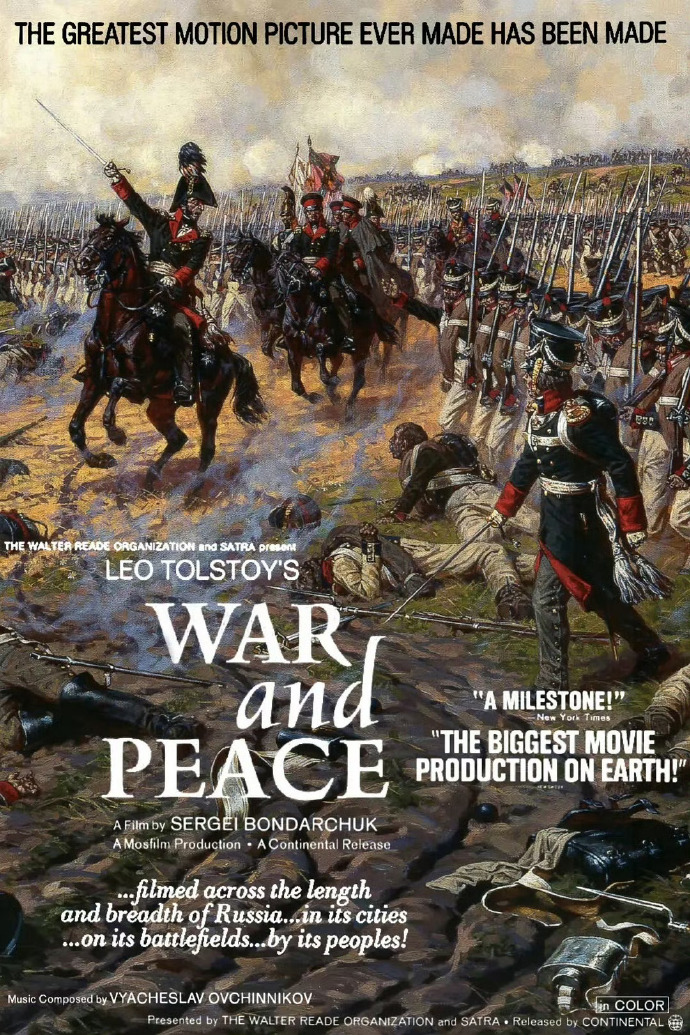 THE GREATEST MOTION PICTURE EVER MADE HAS BEEN MADE
THE WALTER READE ORGANIZATION and SATRA present
LEO TOLSTOY'S
WAR
and
PEACE
"A MILESTONE!"
—New York Times
"THE BIGGEST MOVIE
PRODUCTION ON EARTH!"
A Film by SERGEI BONDARCHUK
A Mosfilm Production • A Continental Release
...filmed across the length
and breadth of Russia...in its cities
...on its battlefields...by its peoples!
Music Composed by VYACHESLAV OVCHINNIKOV
in COLOR
Presented by THE WALTER READE ORGANIZATION and SATRA • Released by CONTINENTAL